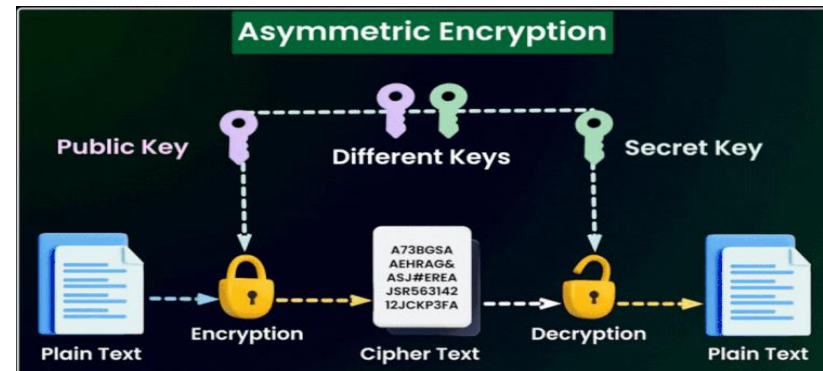 Asymmetric Encryption
Public Key
Different Keys
Secret Key
A73BGSA
AEHRAG&
ASJ#EREA
JSR563142
12JCKP3FA
Plain Text
Encryption
Cipher Text
Decryption
Plain Text